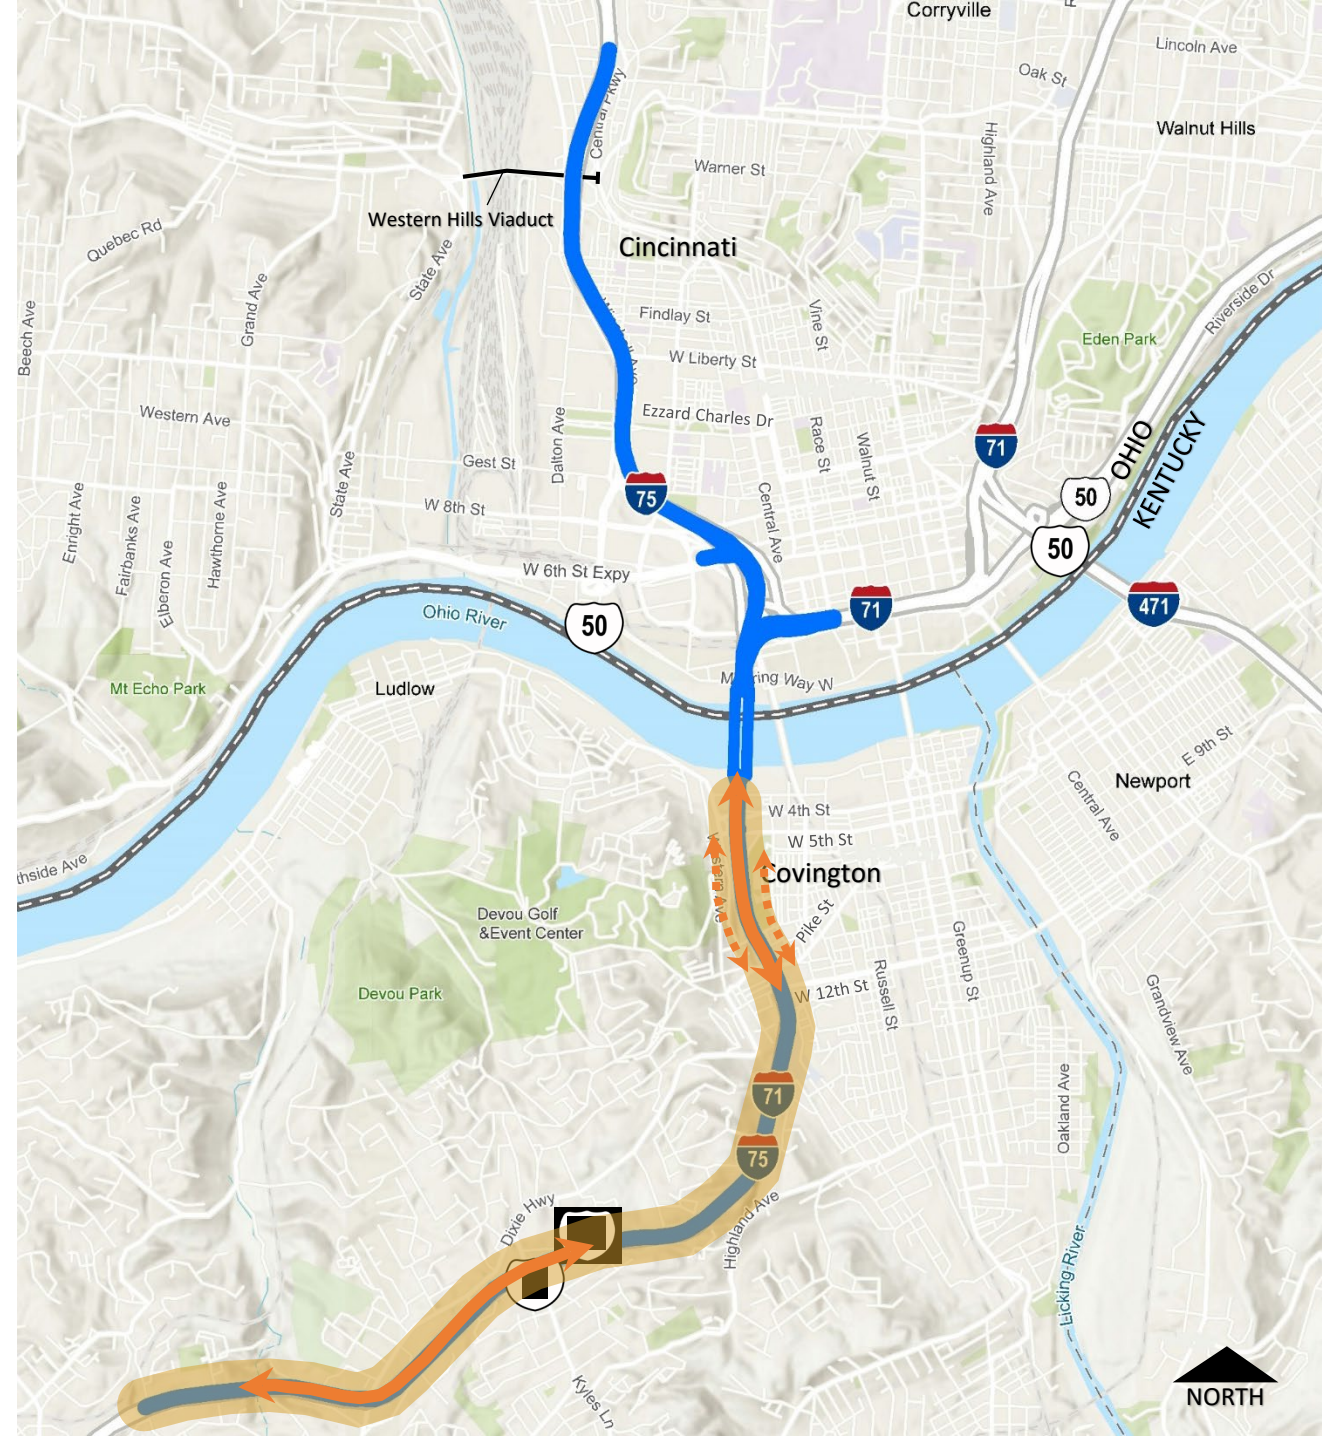 Corryville
Lincoln Ave
Oak St
Central Pkwy
Walnut Hills
Highland Ave
Warner St
Western Hills Viaduct
Quebec Rd
Cincinnati
State Ave
Grand Ave
Riverside Dr
Beech Ave
Findlay St
Vine St
Eden Park
W Liberty St
Western Ave
Ezzard Charles Dr
OHIO
KENTUCKY
71
Dalton Ave
Race St
Walnut St
Gest St
State Ave
75
50
W 8th St
Central Ave
Enright Ave
Fairbanks Ave
Hawthorne Ave
Elberon Ave
50
W 6th St Expy
71
471
Ohio River
50
Mt Echo Park
Ludlow
Way W
E 9th St
Newport
Central Ave
W 4th St
W 5th St
Covington
thside Ave
Devou Golf
&Event Center
Pike St
Greenup St
Devou Park
W 12th St
Russell St
Grandview Ave
71
Oakland Ave
75
Dixie Hwy
Highland Ave
Licking River
Kyles Ln
NORTH